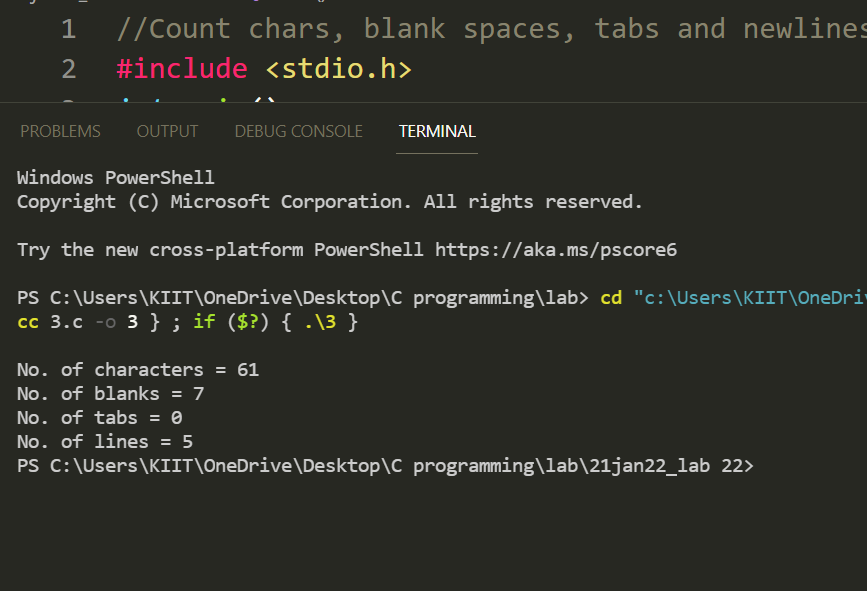 1 //Count chars, blank spaces, tabs and newlines
2 #include <stdio.h>
PROBLEMS OUTPUT DEBUG CONSOLE TERMINAL
Windows PowerShell
Copyright (C) Microsoft Corporation. All rights reserved.
Try the new cross-platform PowerShell https://aka.ms/pscore6
PS C:\Users\KIIT\OneDrive\Desktop\C programming\lab> cd "c:\Users\KIIT\OneDriv
cc 3.c -o 3 } ; if ($?) { .\3 }
No. of characters = 61
No. of blanks = 7
No. of tabs = 0
No. of lines = 5
PS C:\Users\KIIT\OneDrive\Desktop\C programming\lab\21jan22_lab 22>